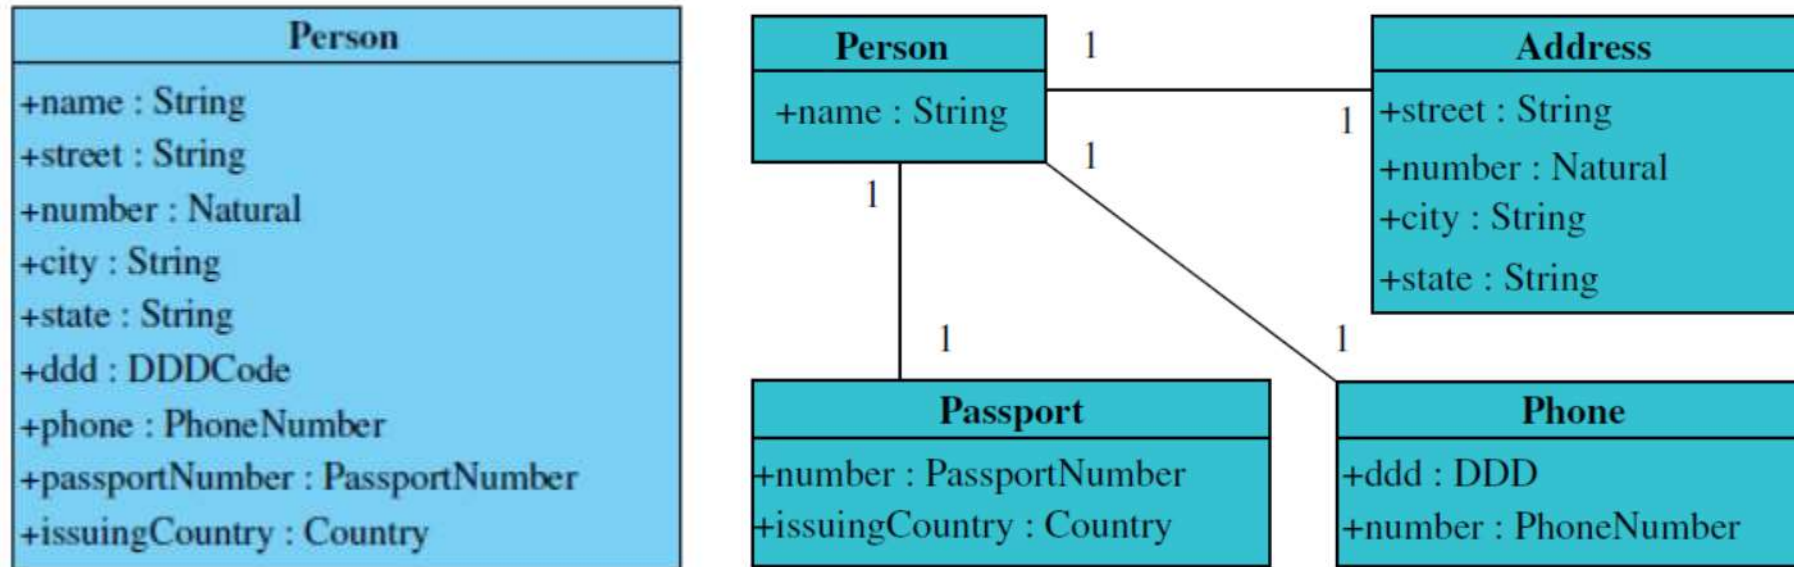 Person
+name : String
+street : String
+number : Natural
+city : String
+state : String
+ddd : DDDCode
+phone : PhoneNumber
+passportNumber : PassportNumber
+issuingCountry : Country
Person
+name : String
1
1
1
1
1
1
Address
+street : String
+number : Natural
+city : String
+state : String
Passport
+number : PassportNumber
+issuingCountry : Country
Phone
+ddd : DDD
+number : PhoneNumber